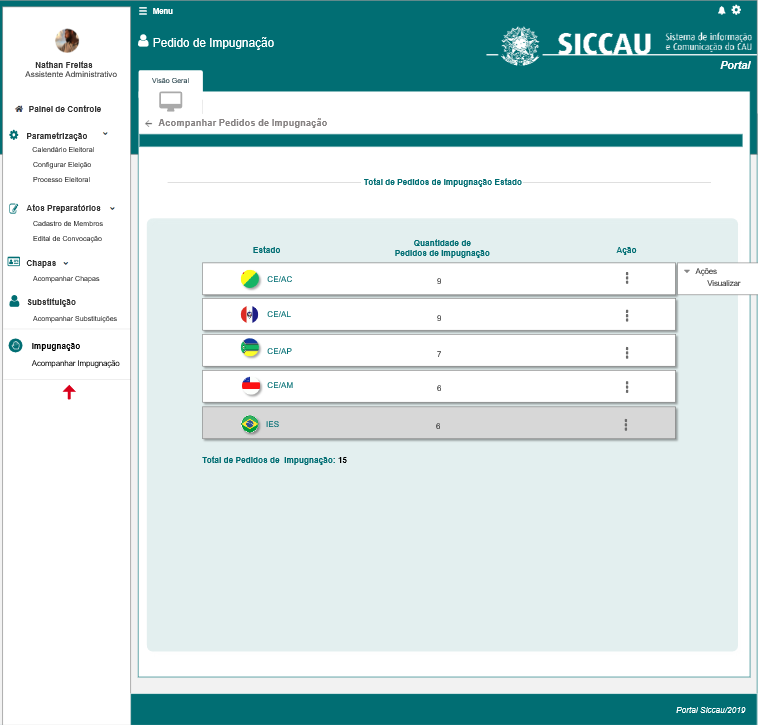 Menu
Pedido de Impugnação
SICCAU
Sistema de informação
e Comunicação do CAU
Portal
Nathan Freitas
Assistente Administrativo
Painel de Controle
Parametrização
Calendário Eleitoral
Configurar Eleição
Processo Eleitoral
Atos Preparatórios
Cadastro de Membros
Edital de Convocação
Chapas
Acompanhar Chapas
Substituição
Acompanhar Substituições
Impugnação
Acompanhar Impugnação
Visão Geral
Acompanhar Pedidos de Impugnação
Total de Pedidos de Impugnação Estado
Estado
Quantidade de
Pedidos de Impugnação
Ação
CE/AC 9
Ações
Visualizar
CE/AL 9
CE/AP 7
CE/AM 6
IES 6
Total de Pedidos de Impugnação: 15
Portal Siccau/2019